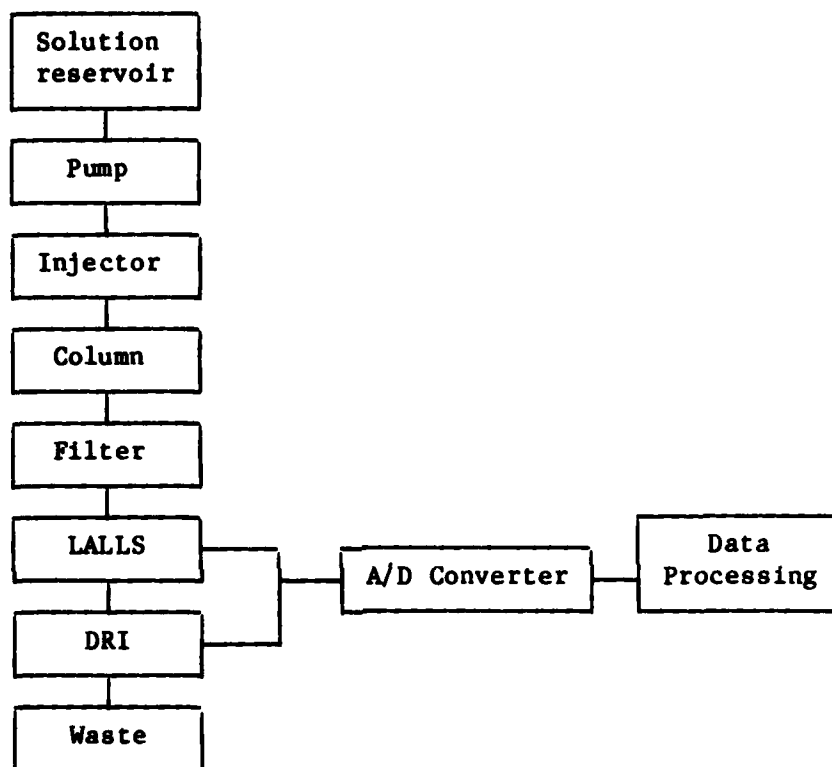 Solution
reservoir
Pump
Injector
Column
Filter
LALLS
DRI
Waste
A/D Converter
Data
Processing